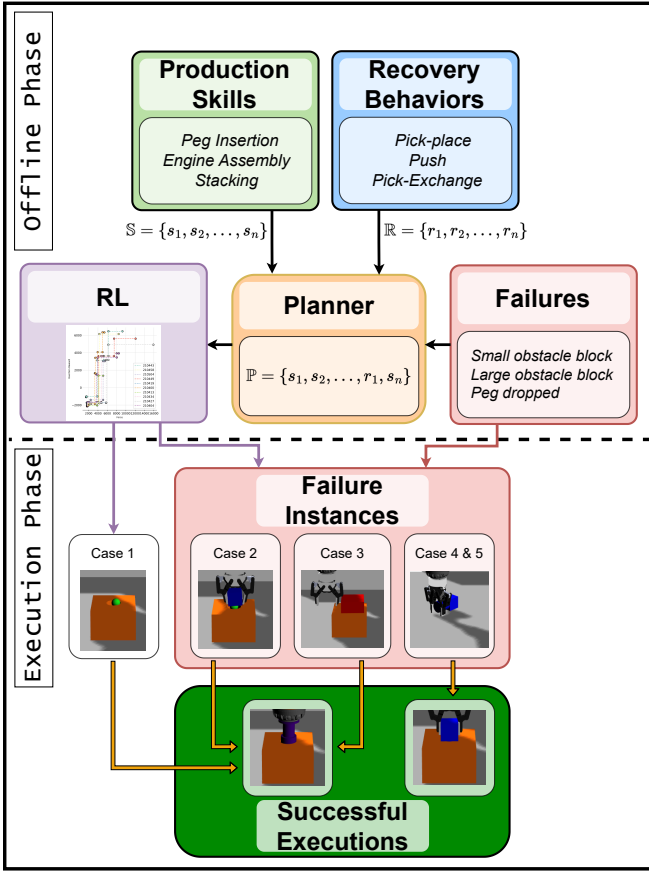 Offline Phase
Production
Skills
Peg Insertion
Engine Assembly
Stacking
Recovery
Behaviors
Pick-place
Push
Pick-Exchange
𝕊 = {s₁, s₂, . . . , sₙ}
ℝ = {r₁, r₂, . . . , rₙ}
RL
Planner
ℙ = {s₁, s₂, . . . , r₁, sₙ}
Failures
Small obstacle block
Large obstacle block
Peg dropped
Execution Phase
Failure
Instances
Case 1
Case 2
Case 3
Case 4 & 5
Successful
Executions